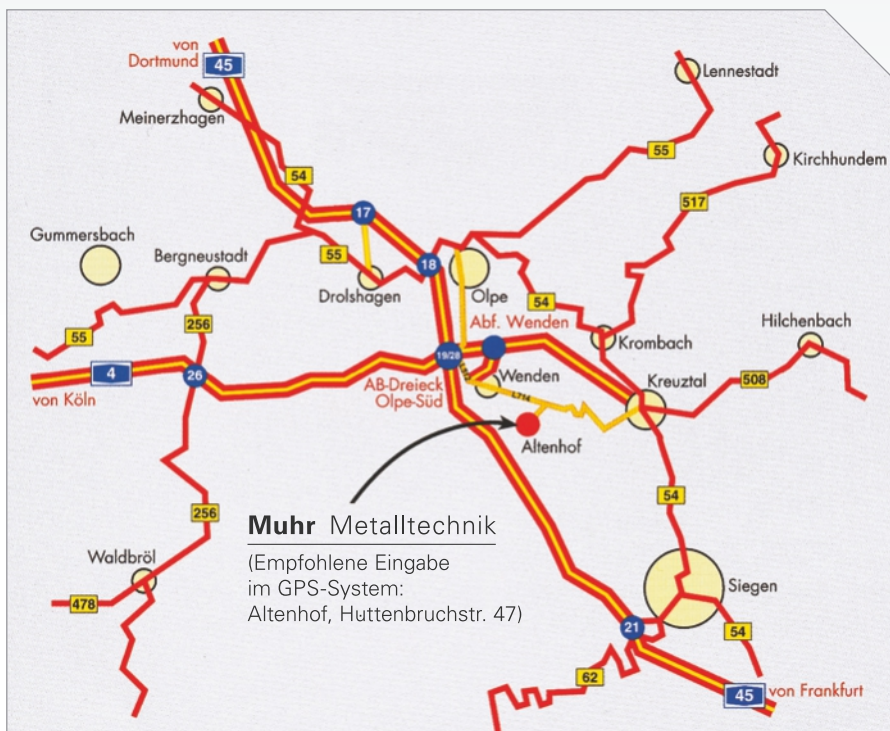 von
Dortmund
45
Meinerzhagen
Lennestadt
55
Kirchhundem
54
517
17
Gummersbach
Bergneustadt
55
18
Drolshagen
Olpe
54
Abf. Wenden
Hilchenbach
256
55
Krombach
19/28
4
26
von Köln
AB-Dreieck
Olpe-Süd
Wenden
L714
Kreuztal
508
Altenhof
54
256
Muhr Metalltechnik
(Empfohlene Eingabe
im GPS-System:
Altenhof, Huttenbruchstr. 47)
Waldbröl
478
Siegen
21
54
62
45
von Frankfurt